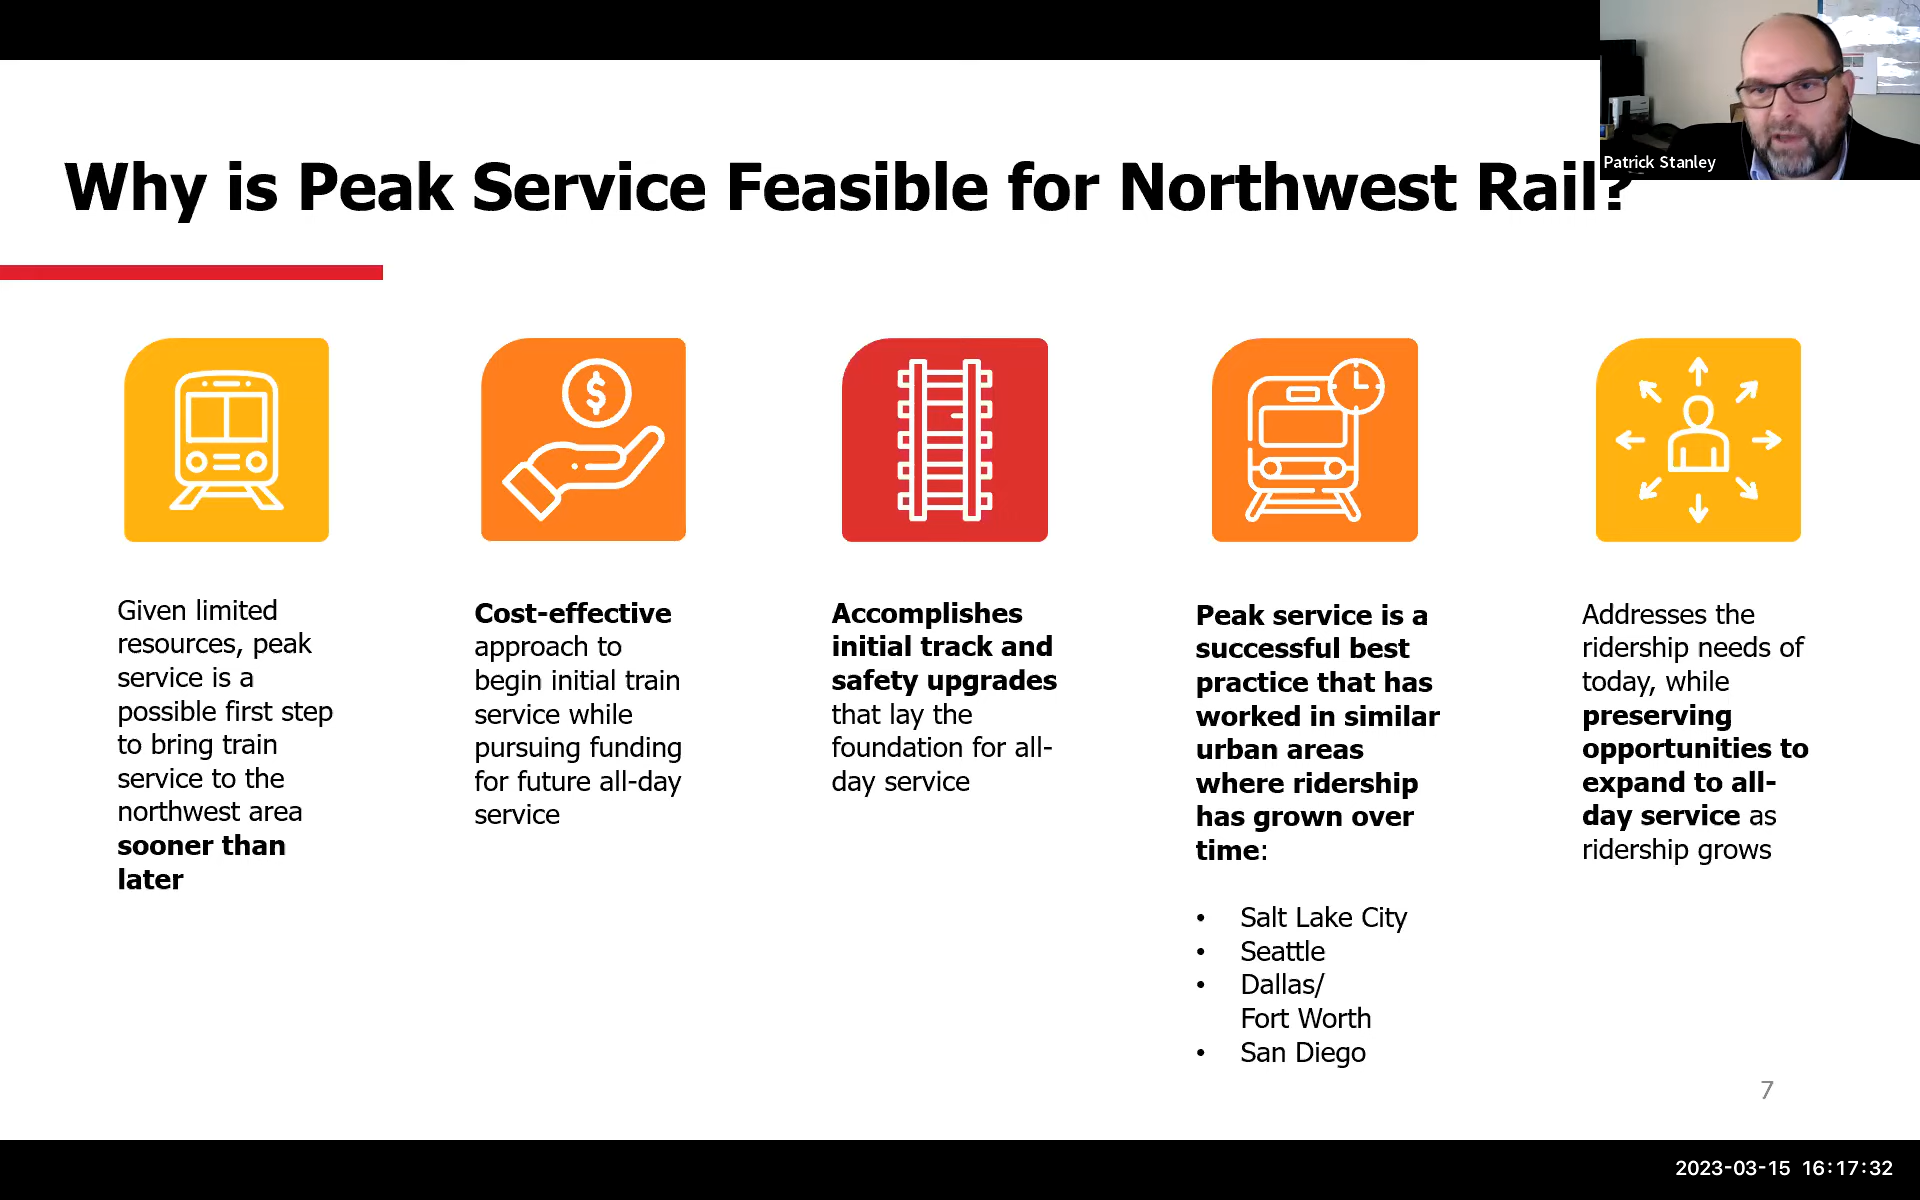 Patrick Stanley
Why is Peak Service Feasible for Northwest Rail?
$
Given limited
resources, peak
service is a
possible first step
to bring train
service to the
northwest area
sooner than
later
Cost-effective
approach to
begin initial train
service while
pursuing funding
for future all-day
service
Accomplishes
initial track and
safety upgrades
that lay the
foundation for all-
day service
Peak service is a
successful best
practice that has
worked in similar
urban areas
where ridership
has grown over
time:
• Salt Lake City
• Seattle
• Dallas/
Fort Worth
• San Diego
Addresses the
ridership needs of
today, while
preserving
opportunities to
expand to all-
day service as
ridership grows
7
2023-03-15 16:17:32